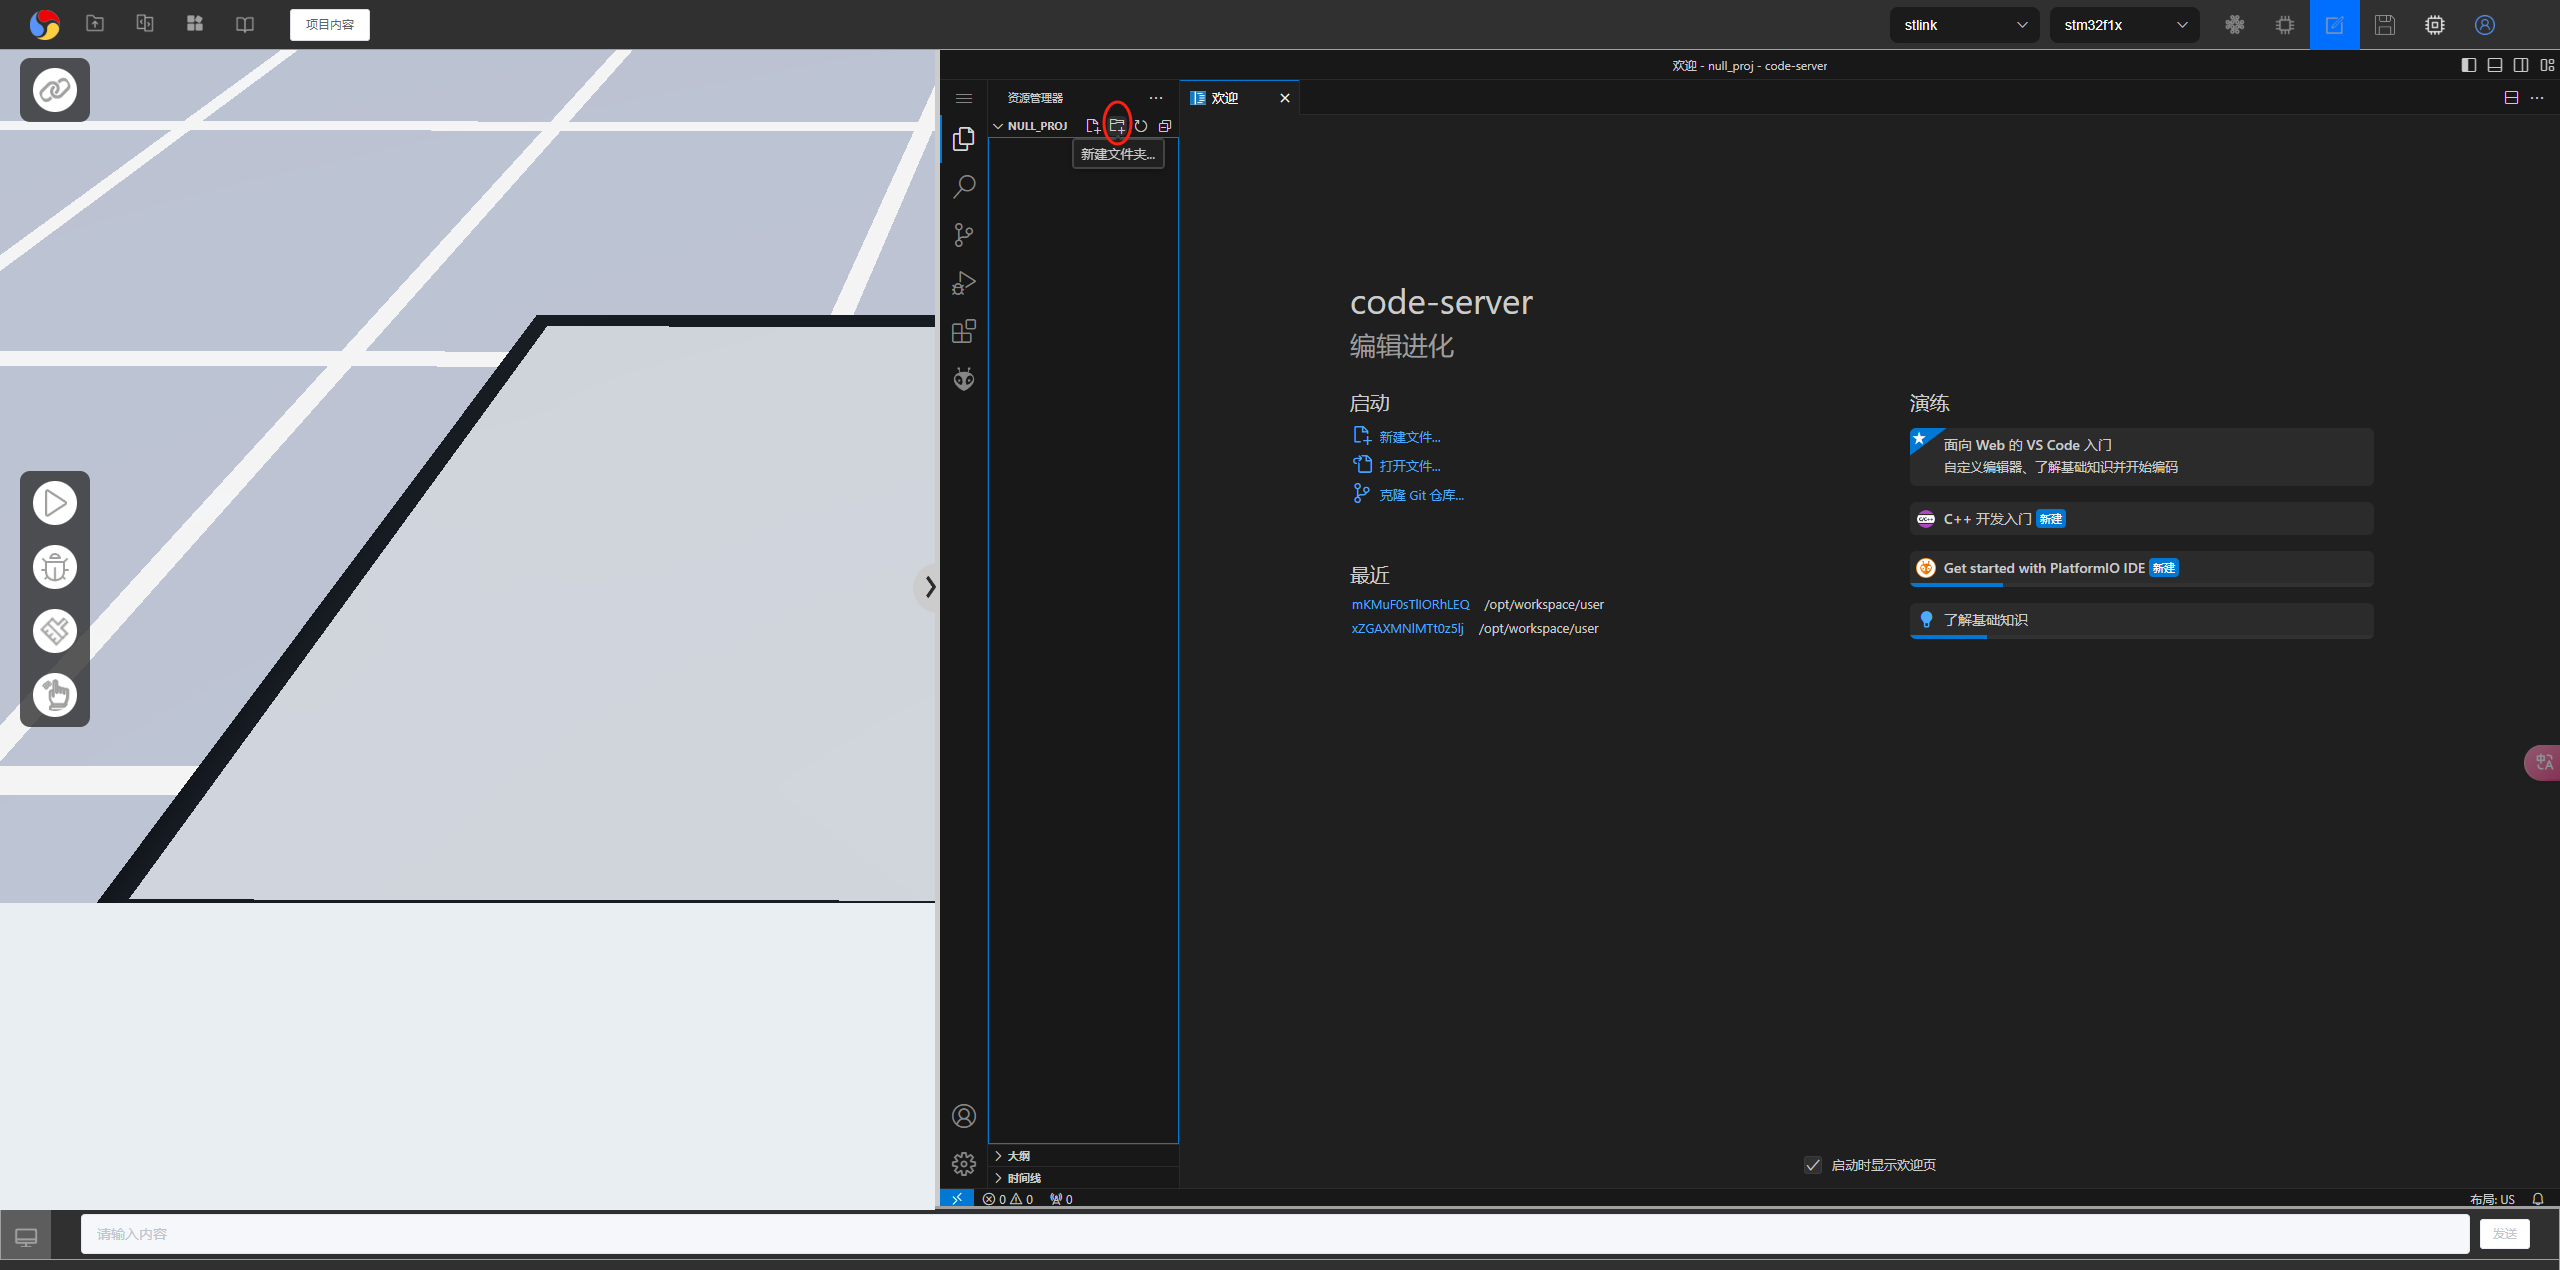 项目内容
stlink
stm32f1x
欢迎 - null_proj - code-server
资源管理器
欢迎
NULL_PROJ
新建文件夹...
code-server
编辑进化
启动
新建文件...
打开文件...
克隆 Git 仓库...
最近
mKMuF0sTlIORhLEQ /opt/workspace/user
xZGAXMNlMTt0z5lj /opt/workspace/user
演练
面向 Web 的 VS Code 入门
自定义编辑器、了解基础知识并开始编码
C++ 开发入门 新建
Get started with PlatformIO IDE 新建
了解基础知识
大纲
时间线
启动时显示欢迎页
0 0 0
布局: US
请输入内容
发送